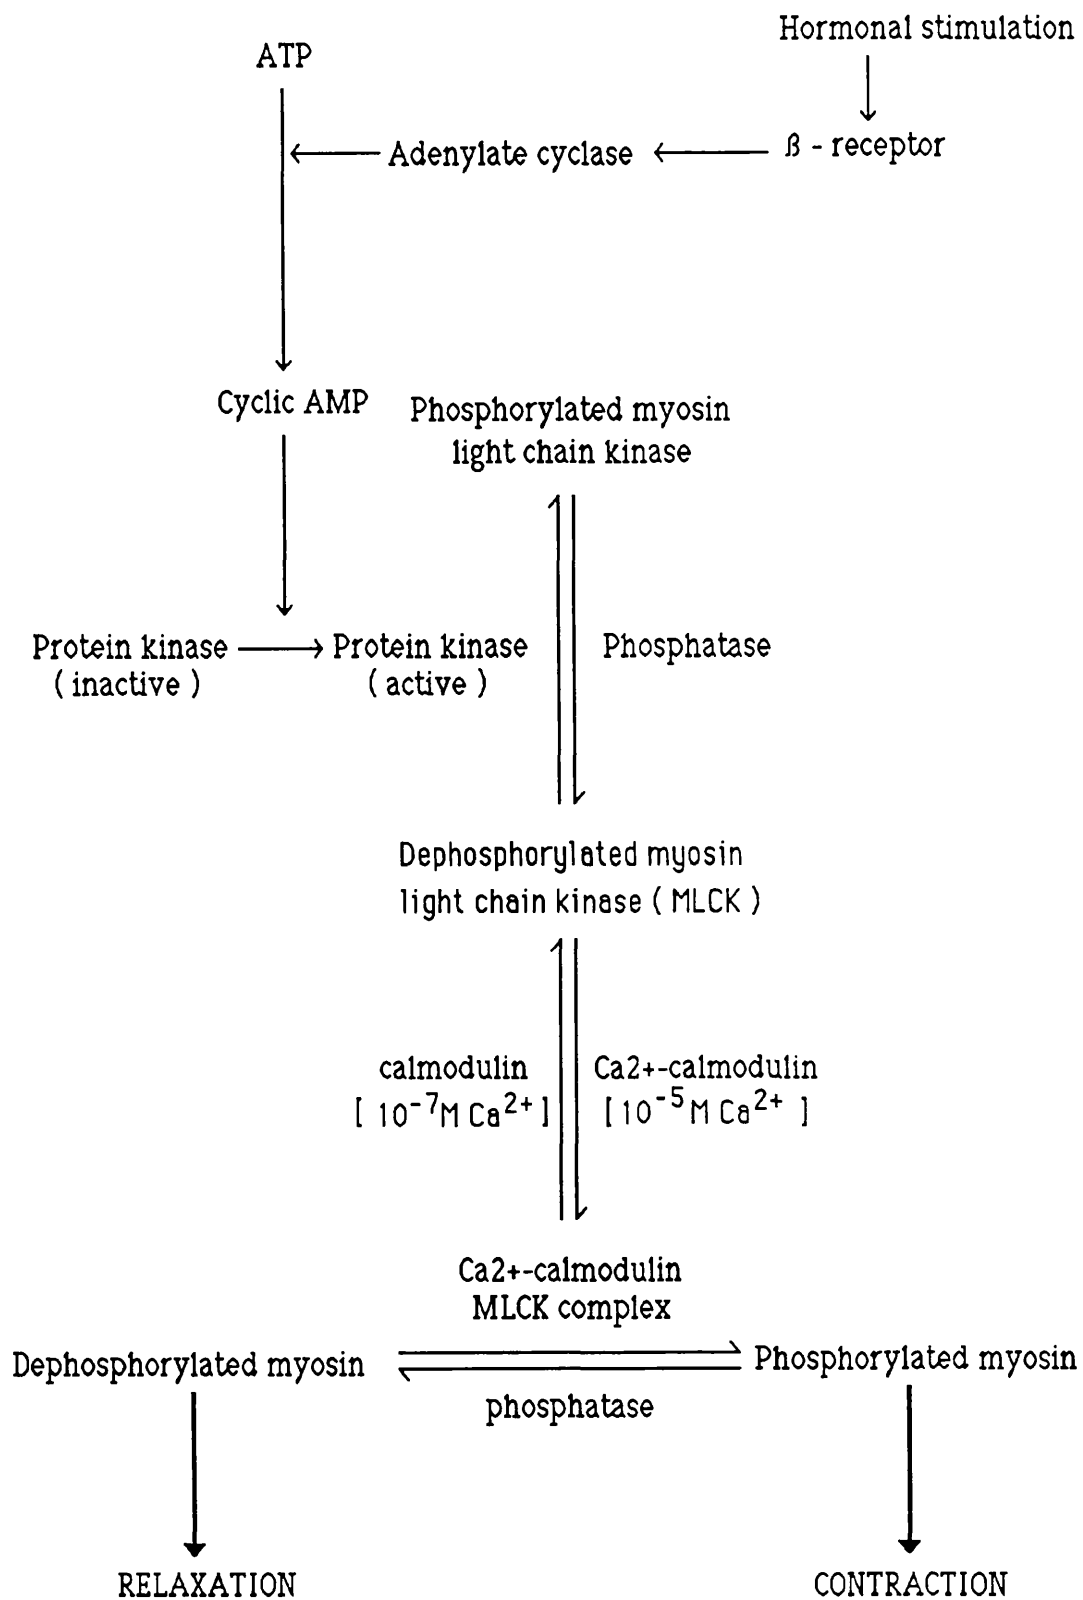 Hormonal stimulation
ATP
Adenylate cyclase
ß - receptor
Cyclic AMP
Phosphorylated myosin
light chain kinase
Protein kinase
( inactive )
Protein kinase
( active )
Phosphatase
Dephosphorylated myosin
light chain kinase ( MLCK )
calmodulin
[ 10⁻⁷M Ca²⁺ ]
Ca2+-calmodulin
[ 10⁻⁵M Ca²⁺ ]
Ca2+-calmodulin
MLCK complex
Dephosphorylated myosin
Phosphorylated myosin
phosphatase
RELAXATION
CONTRACTION